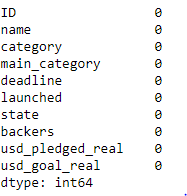 ID 0
name 0
category 0
main_category 0
deadline 0
launched 0
state 0
backers 0
usd_pledged_real 0
usd_goal_real 0
dtype: int64